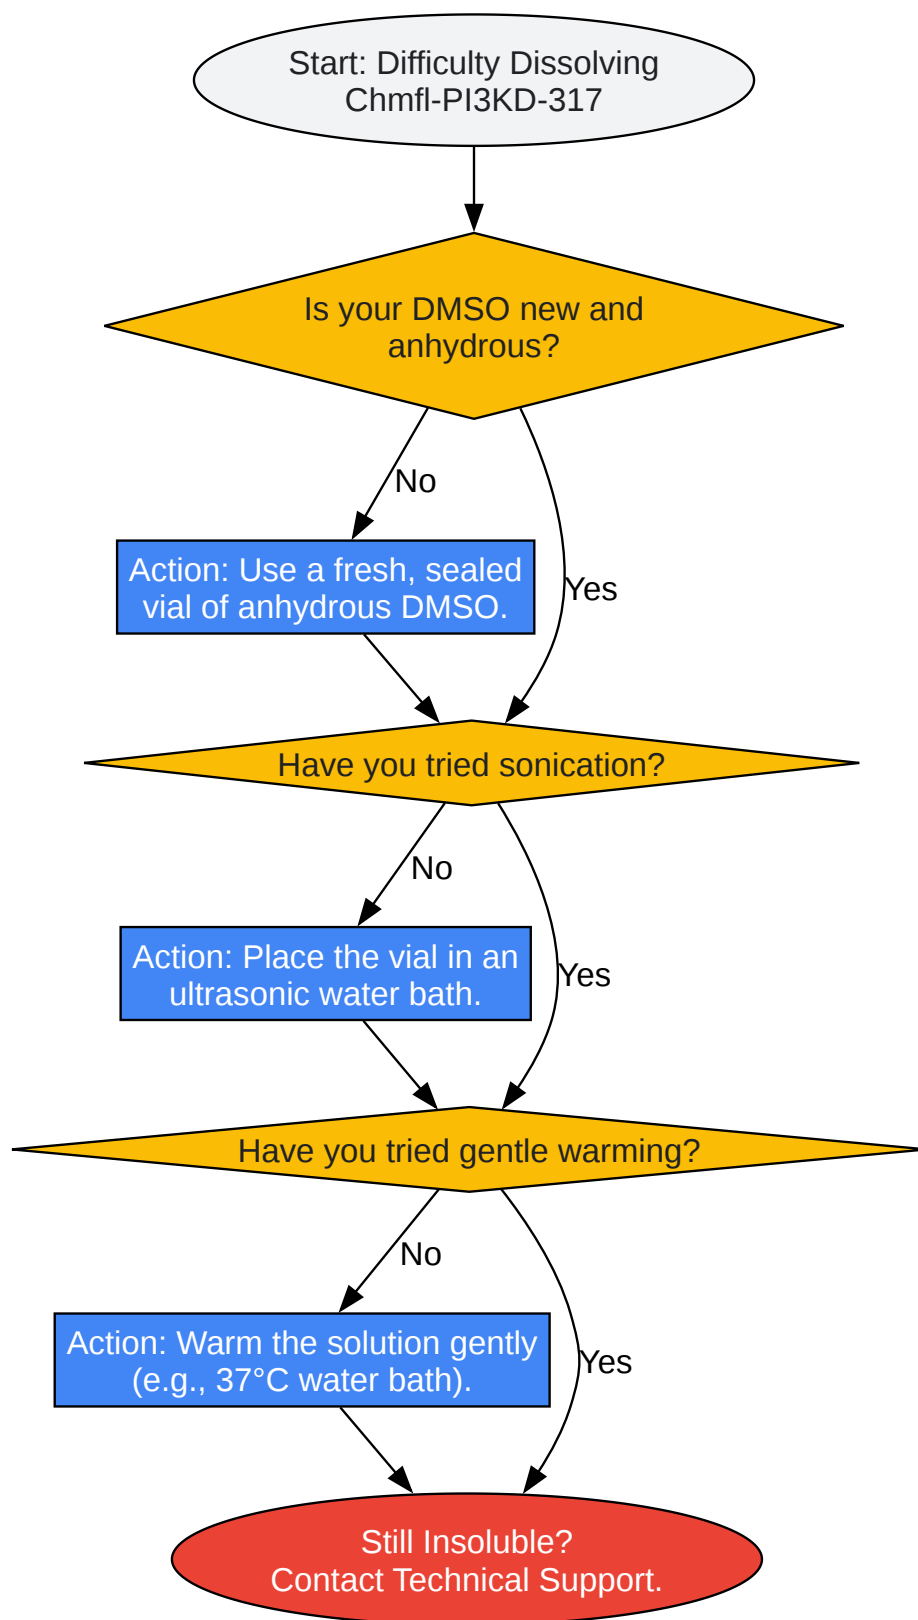 Start: Difficulty Dissolving
Chmfl-PI3KD-317
Is your DMSO new and
anhydrous?
No
Action: Use a fresh, sealed
vial of anhydrous DMSO.
Yes
Have you tried sonication?
No
Action: Place the vial in an
ultrasonic water bath.
Yes
Have you tried gentle warming?
No
Action: Warm the solution gently
(e.g., 37°C water bath).
Yes
Still Insoluble?
Contact Technical Support.